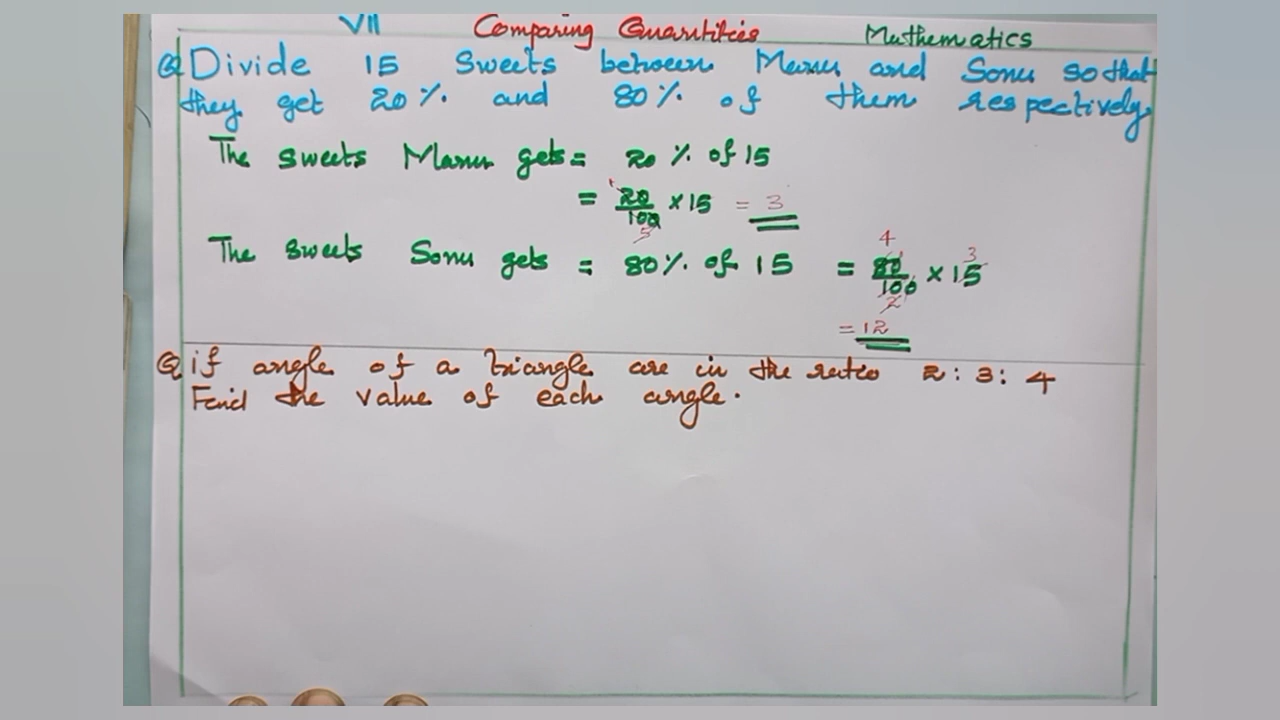 VII Comparing Quantities Mathematics
Q Divide 15 Sweets between Manu and Sonu so that
they get 20% and 80% of them respectively
The sweets Manu gets = 20 % of 15
= 20/100 × 15 = 3
The sweets Sonu gets = 80% of 15 = 80/100 × 15
= 12
Q If angle of a triangle are in the ratio 2 : 3 : 4
Find the value of each angle.